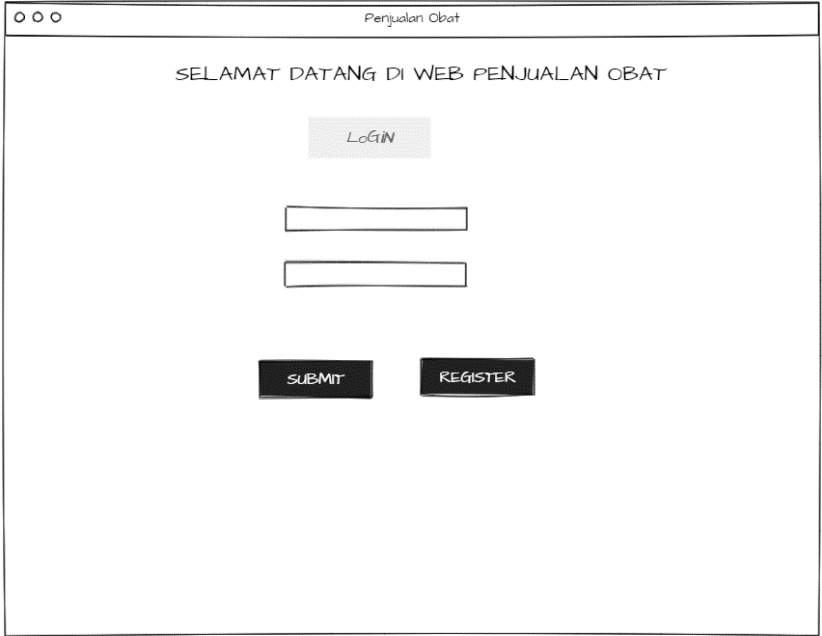 Penjualan Obat
SELAMAT DATANG DI WEB PENJUALAN OBAT
LOGIN
SUBMIT
REGISTER